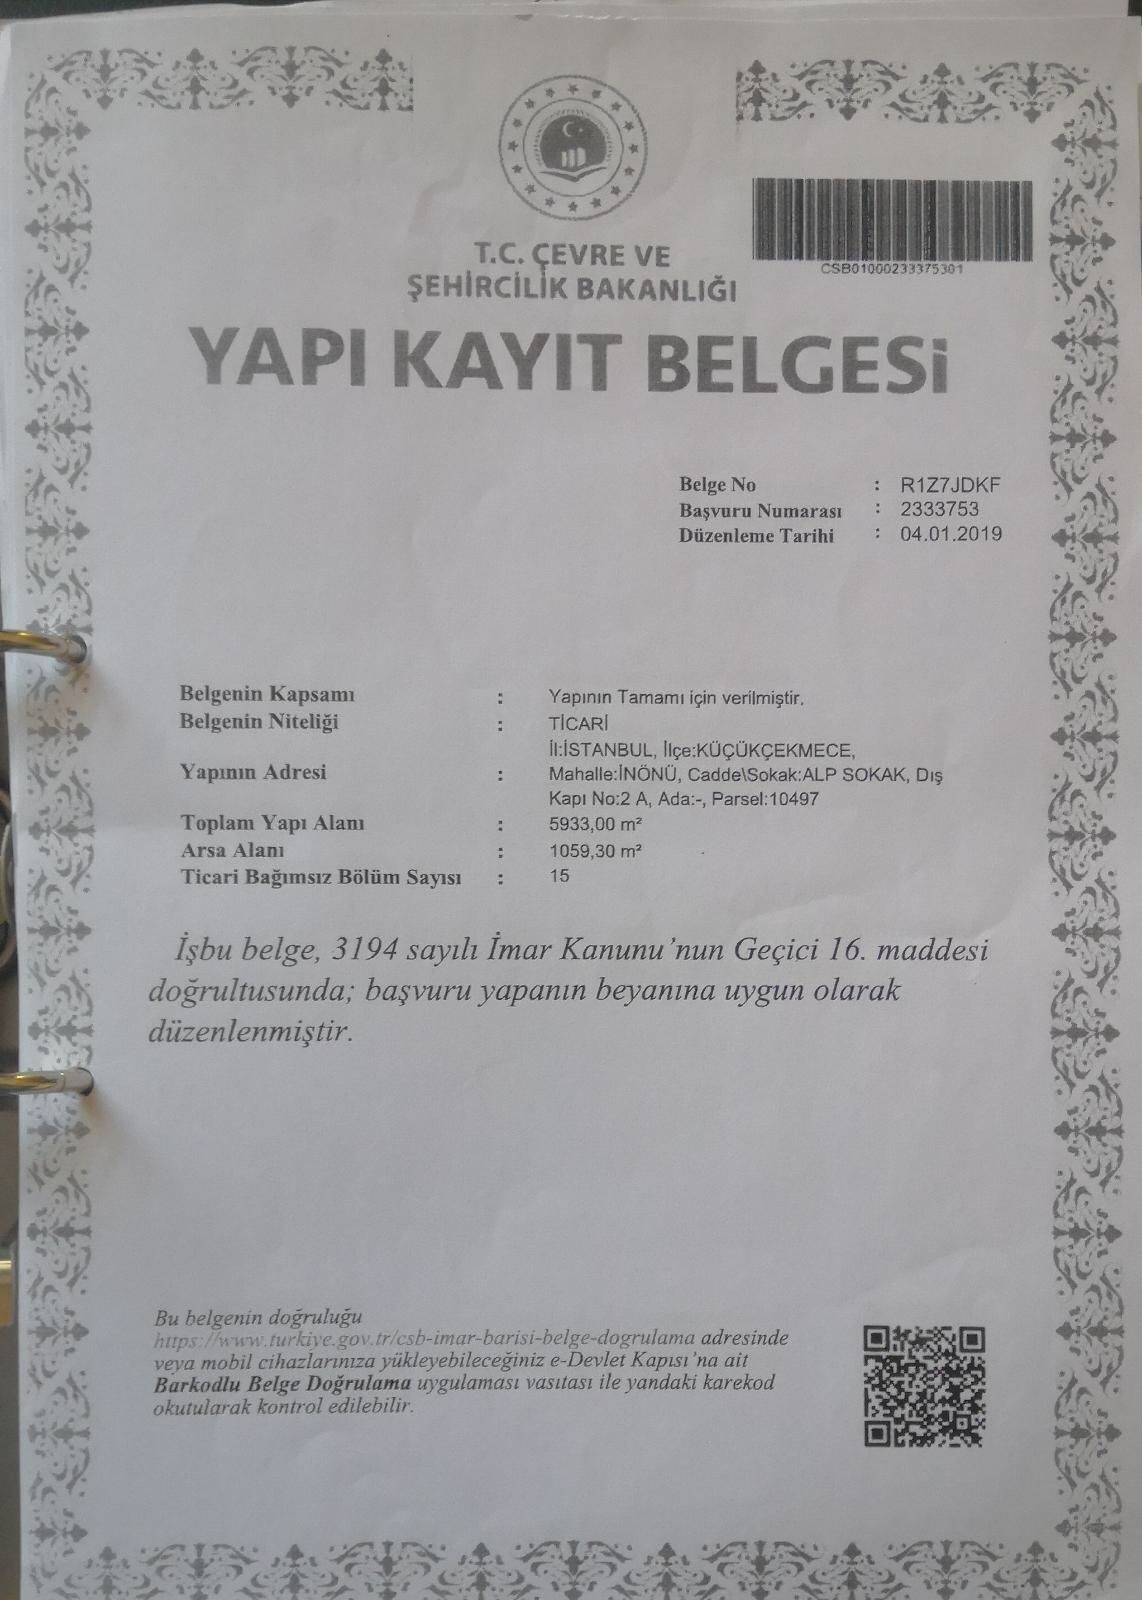 CSB01000233375301
T.C. ÇEVRE VE
ŞEHİRCİLİK BAKANLIĞI
YAPI KAYIT BELGESİ
Belge No : R1Z7JDKF
Başvuru Numarası : 2333753
Düzenleme Tarihi : 04.01.2019
Belgenin Kapsamı : Yapının Tamamı için verilmiştir.
Belgenin Niteliği : TİCARİ
İl:İSTANBUL, İlçe:KÜÇÜKÇEKMECE,
Yapının Adresi : Mahalle:İNÖNÜ, Cadde\Sokak:ALP SOKAK, Dış
Kapı No:2 A, Ada:-, Parsel:10497
Toplam Yapı Alanı : 5933,00 m²
Arsa Alanı : 1059,30 m²
Ticari Bağımsız Bölüm Sayısı : 15
İşbu belge, 3194 sayılı İmar Kanunu'nun Geçici 16. maddesi
doğrultusunda; başvuru yapanın beyanına uygun olarak
düzenlenmiştir.
Bu belgenin doğruluğu
https://www.turkiye.gov.tr/csb-imar-barisi-belge-dogrulama adresinde
veya mobil cihazlarınıza yükleyebileceğiniz e-Devlet Kapısı'na ait
Barkodlu Belge Doğrulama uygulaması vasıtası ile yandaki karekod
okutularak kontrol edilebilir.